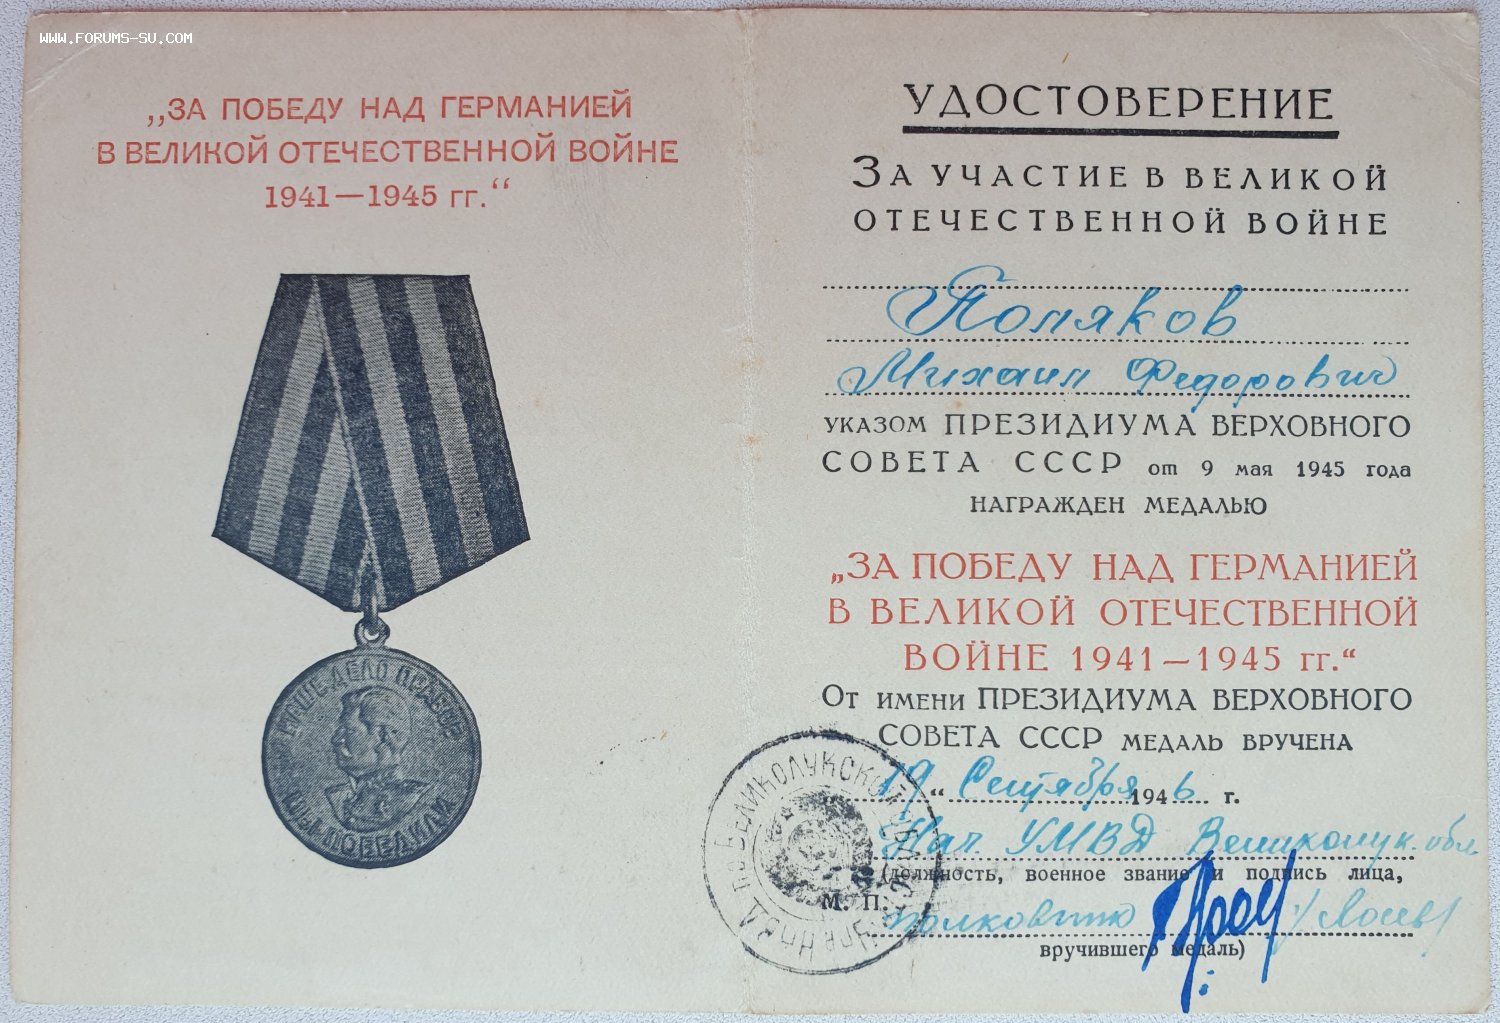 WWW.FORUMS-SU.COM
„ЗА ПОБЕДУ НАД ГЕРМАНИЕЙ
В ВЕЛИКОЙ ОТЕЧЕСТВЕННОЙ ВОЙНЕ
1941—1945 гг.“
НАШЕ ДЕЛО ПРАВОЕ
МЫ ПОБЕДИЛИ
УДОСТОВЕРЕНИЕ
ЗА УЧАСТИЕ В ВЕЛИКОЙ
ОТЕЧЕСТВЕННОЙ ВОЙНЕ
Поляков
Михаил Федорович
УКАЗОМ ПРЕЗИДИУМА ВЕРХОВНОГО
СОВЕТА СССР от 9 мая 1945 года
НАГРАЖДЕН МЕДАЛЬЮ
„ЗА ПОБЕДУ НАД ГЕРМАНИЕЙ
В ВЕЛИКОЙ ОТЕЧЕСТВЕННОЙ
ВОЙНЕ 1941—1945 гг.“
ОТ ИМЕНИ ПРЕЗИДИУМА ВЕРХОВНОГО
СОВЕТА СССР МЕДАЛЬ ВРУЧЕНА
„19“ Сентября 1946 г.
Нач УМВД Великолук. обл
(должность, военное звание и подпись лица,
М. П. полковник /Лосев/
вручившего медаль)
ПО ВЕЛИКОЛУКСКОЙ